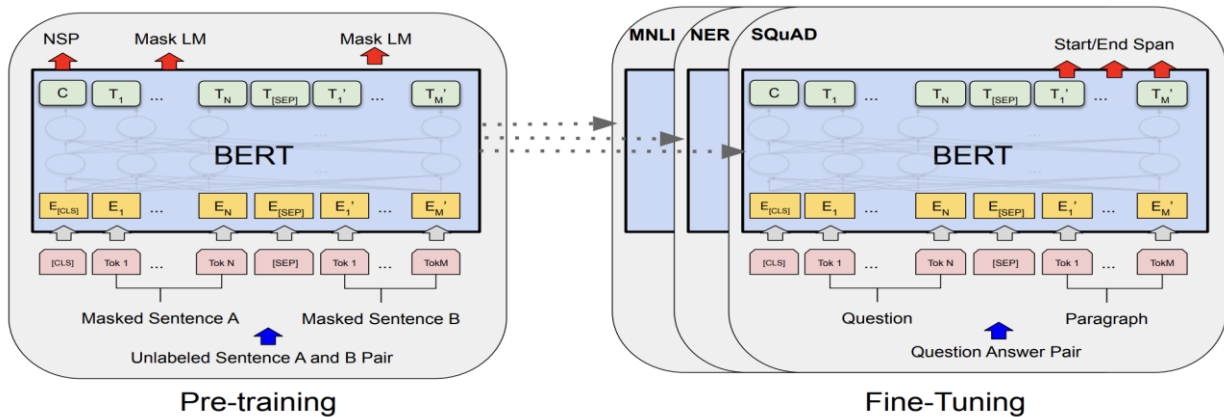 NSP Mask LM Mask LM
C T1 ... TN T[SEP] T1' ... TM'
...
BERT
...
E[CLS] E1 ... EN E[SEP] E1' ... EM'
[CLS] Tok 1 ... Tok N [SEP] Tok 1 ... TokM
Masked Sentence A Masked Sentence B
Unlabeled Sentence A and B Pair
Pre-training
MNLI NER SQuAD
Start/End Span
C T1 ... TN T[SEP] T1' ... TM'
...
BERT
...
E[CLS] E1 ... EN E[SEP] E1' ... EM'
[CLS] Tok 1 ... Tok N [SEP] Tok 1 ... TokM
Question Paragraph
Question Answer Pair
Fine-Tuning